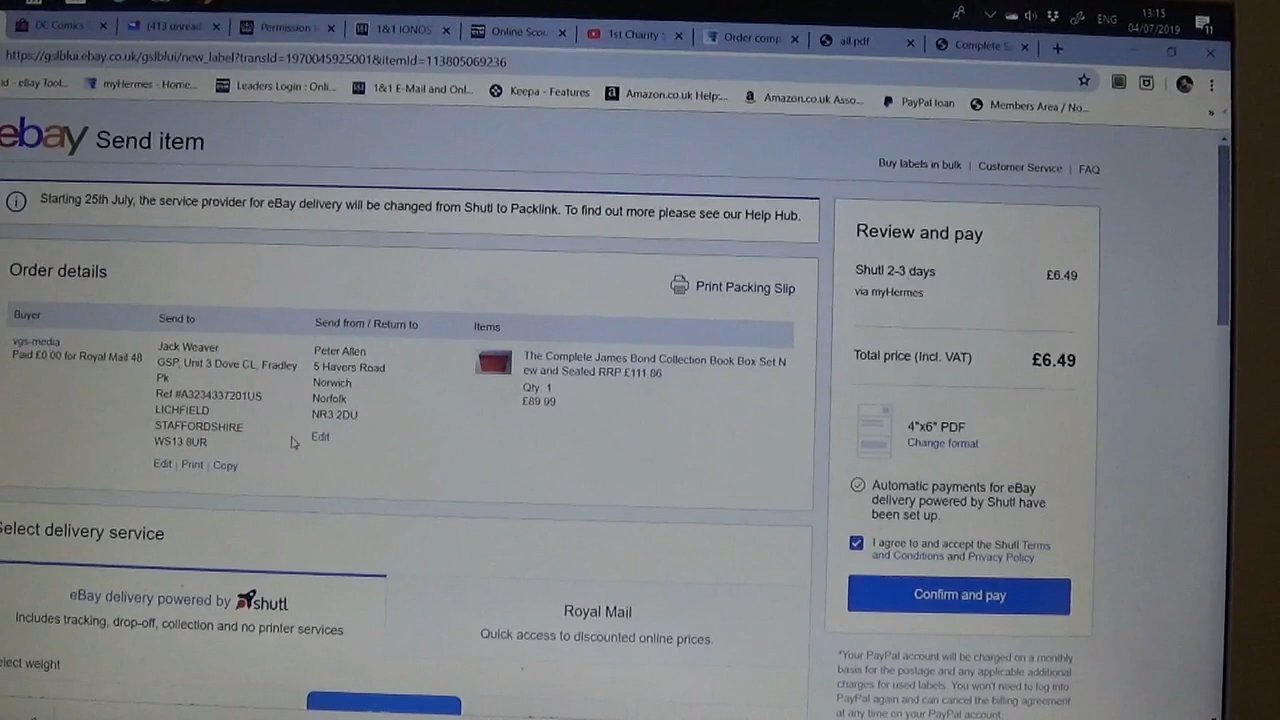 13:15
ENG
04/07/2019
11
DC Comics
(413 unread
Permission
1&1 IONOS
Online Scou
1st Charity S
Order comp
all.pdf
Complete S
https://gslblui.ebay.co.uk/gslblui/new_label?transId=1970045925001&itemId=113805069236
id - eBay Toot...
myHermes - Home...
Leaders Login : Onli...
1&1 E-Mail and Onl...
Keepa - Features
Amazon.co.uk Help:...
Amazon.co.uk Asso...
PayPal loan
Members Area / No...
ebay Send item
Buy labels in bulk | Customer Service | FAQ
Starting 25th July, the service provider for eBay delivery will be changed from Shutl to Packlink. To find out more please see our Help Hub.
Order details
Print Packing Slip
Buyer
Send to
Send from / Return to
Items
vgs-media
Paid £0.00 for Royal Mail 48
Jack Weaver
GSP, Unit 3 Dove CL, Fradley
Pk
Ref #A3234337201US
LICHFIELD
STAFFORDSHIRE
WS13 8UR
Edit | Print | Copy
Peter Allen
5 Havers Road
Norwich
Norfolk
NR3 2DU
Edit
The Complete James Bond Collection Book Box Set N
ew and Sealed RRP £111.86
Qty. 1
£89.99
Review and pay
Shutl 2-3 days £6.49
via myHermes
Total price (Incl. VAT) £6.49
4"x6" PDF
Change format
Automatic payments for eBay
delivery powered by Shutl have
been set up.
I agree to and accept the Shutl Terms
and Conditions and Privacy Policy
Confirm and pay
*Your PayPal account will be charged on a monthly
basis for the postage and any applicable additional
charges for used labels. You won't need to log into
PayPal again and can cancel the billing agreement
at any time on your PayPal account.
Select delivery service
eBay delivery powered by shutl
Includes tracking, drop-off, collection and no printer services
Royal Mail
Quick access to discounted online prices.
elect weight